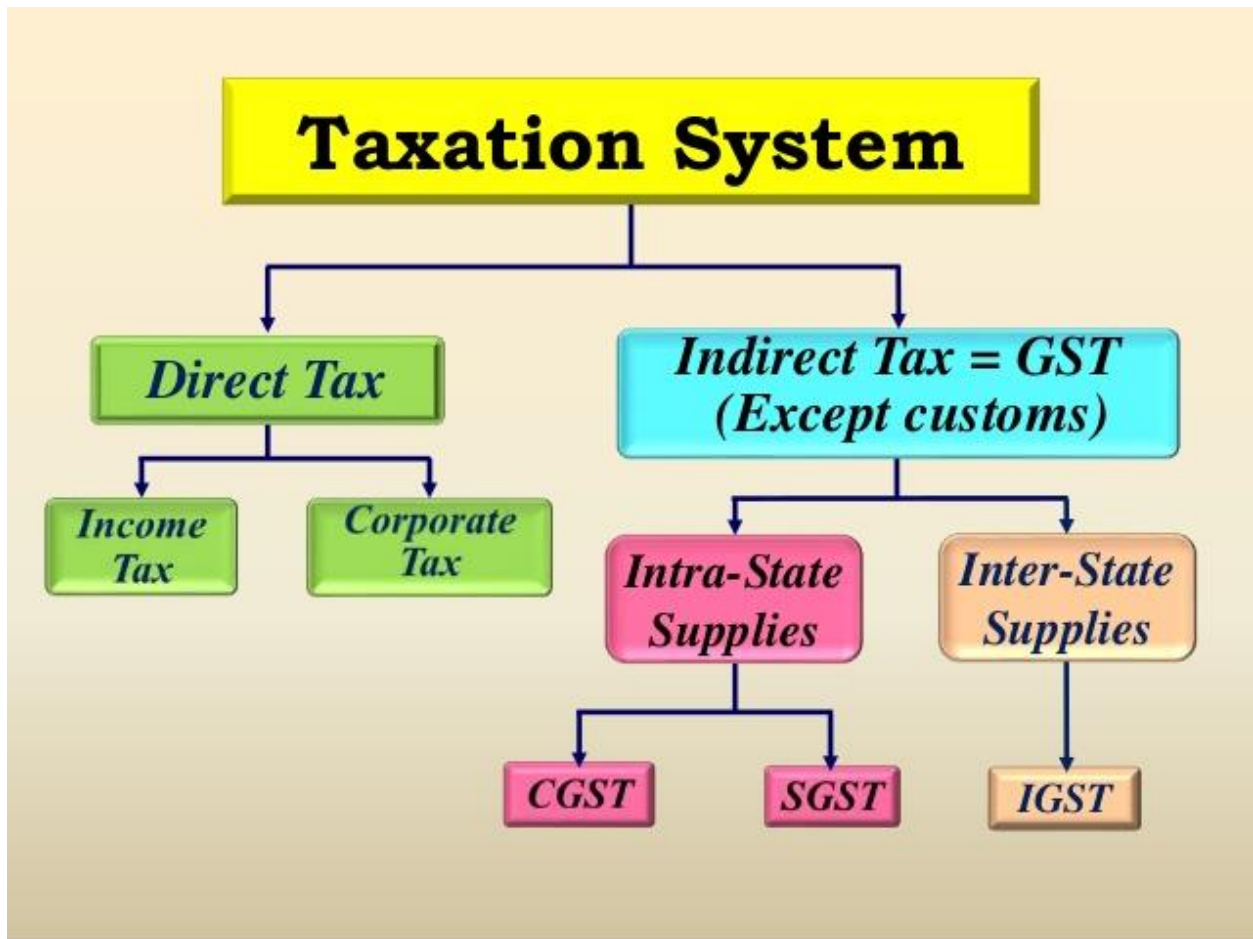 Taxation System
Direct Tax
Indirect Tax = GST
(Except customs)
Income
Tax
Corporate
Tax
Intra-State
Supplies
Inter-State
Supplies
CGST
SGST
IGST